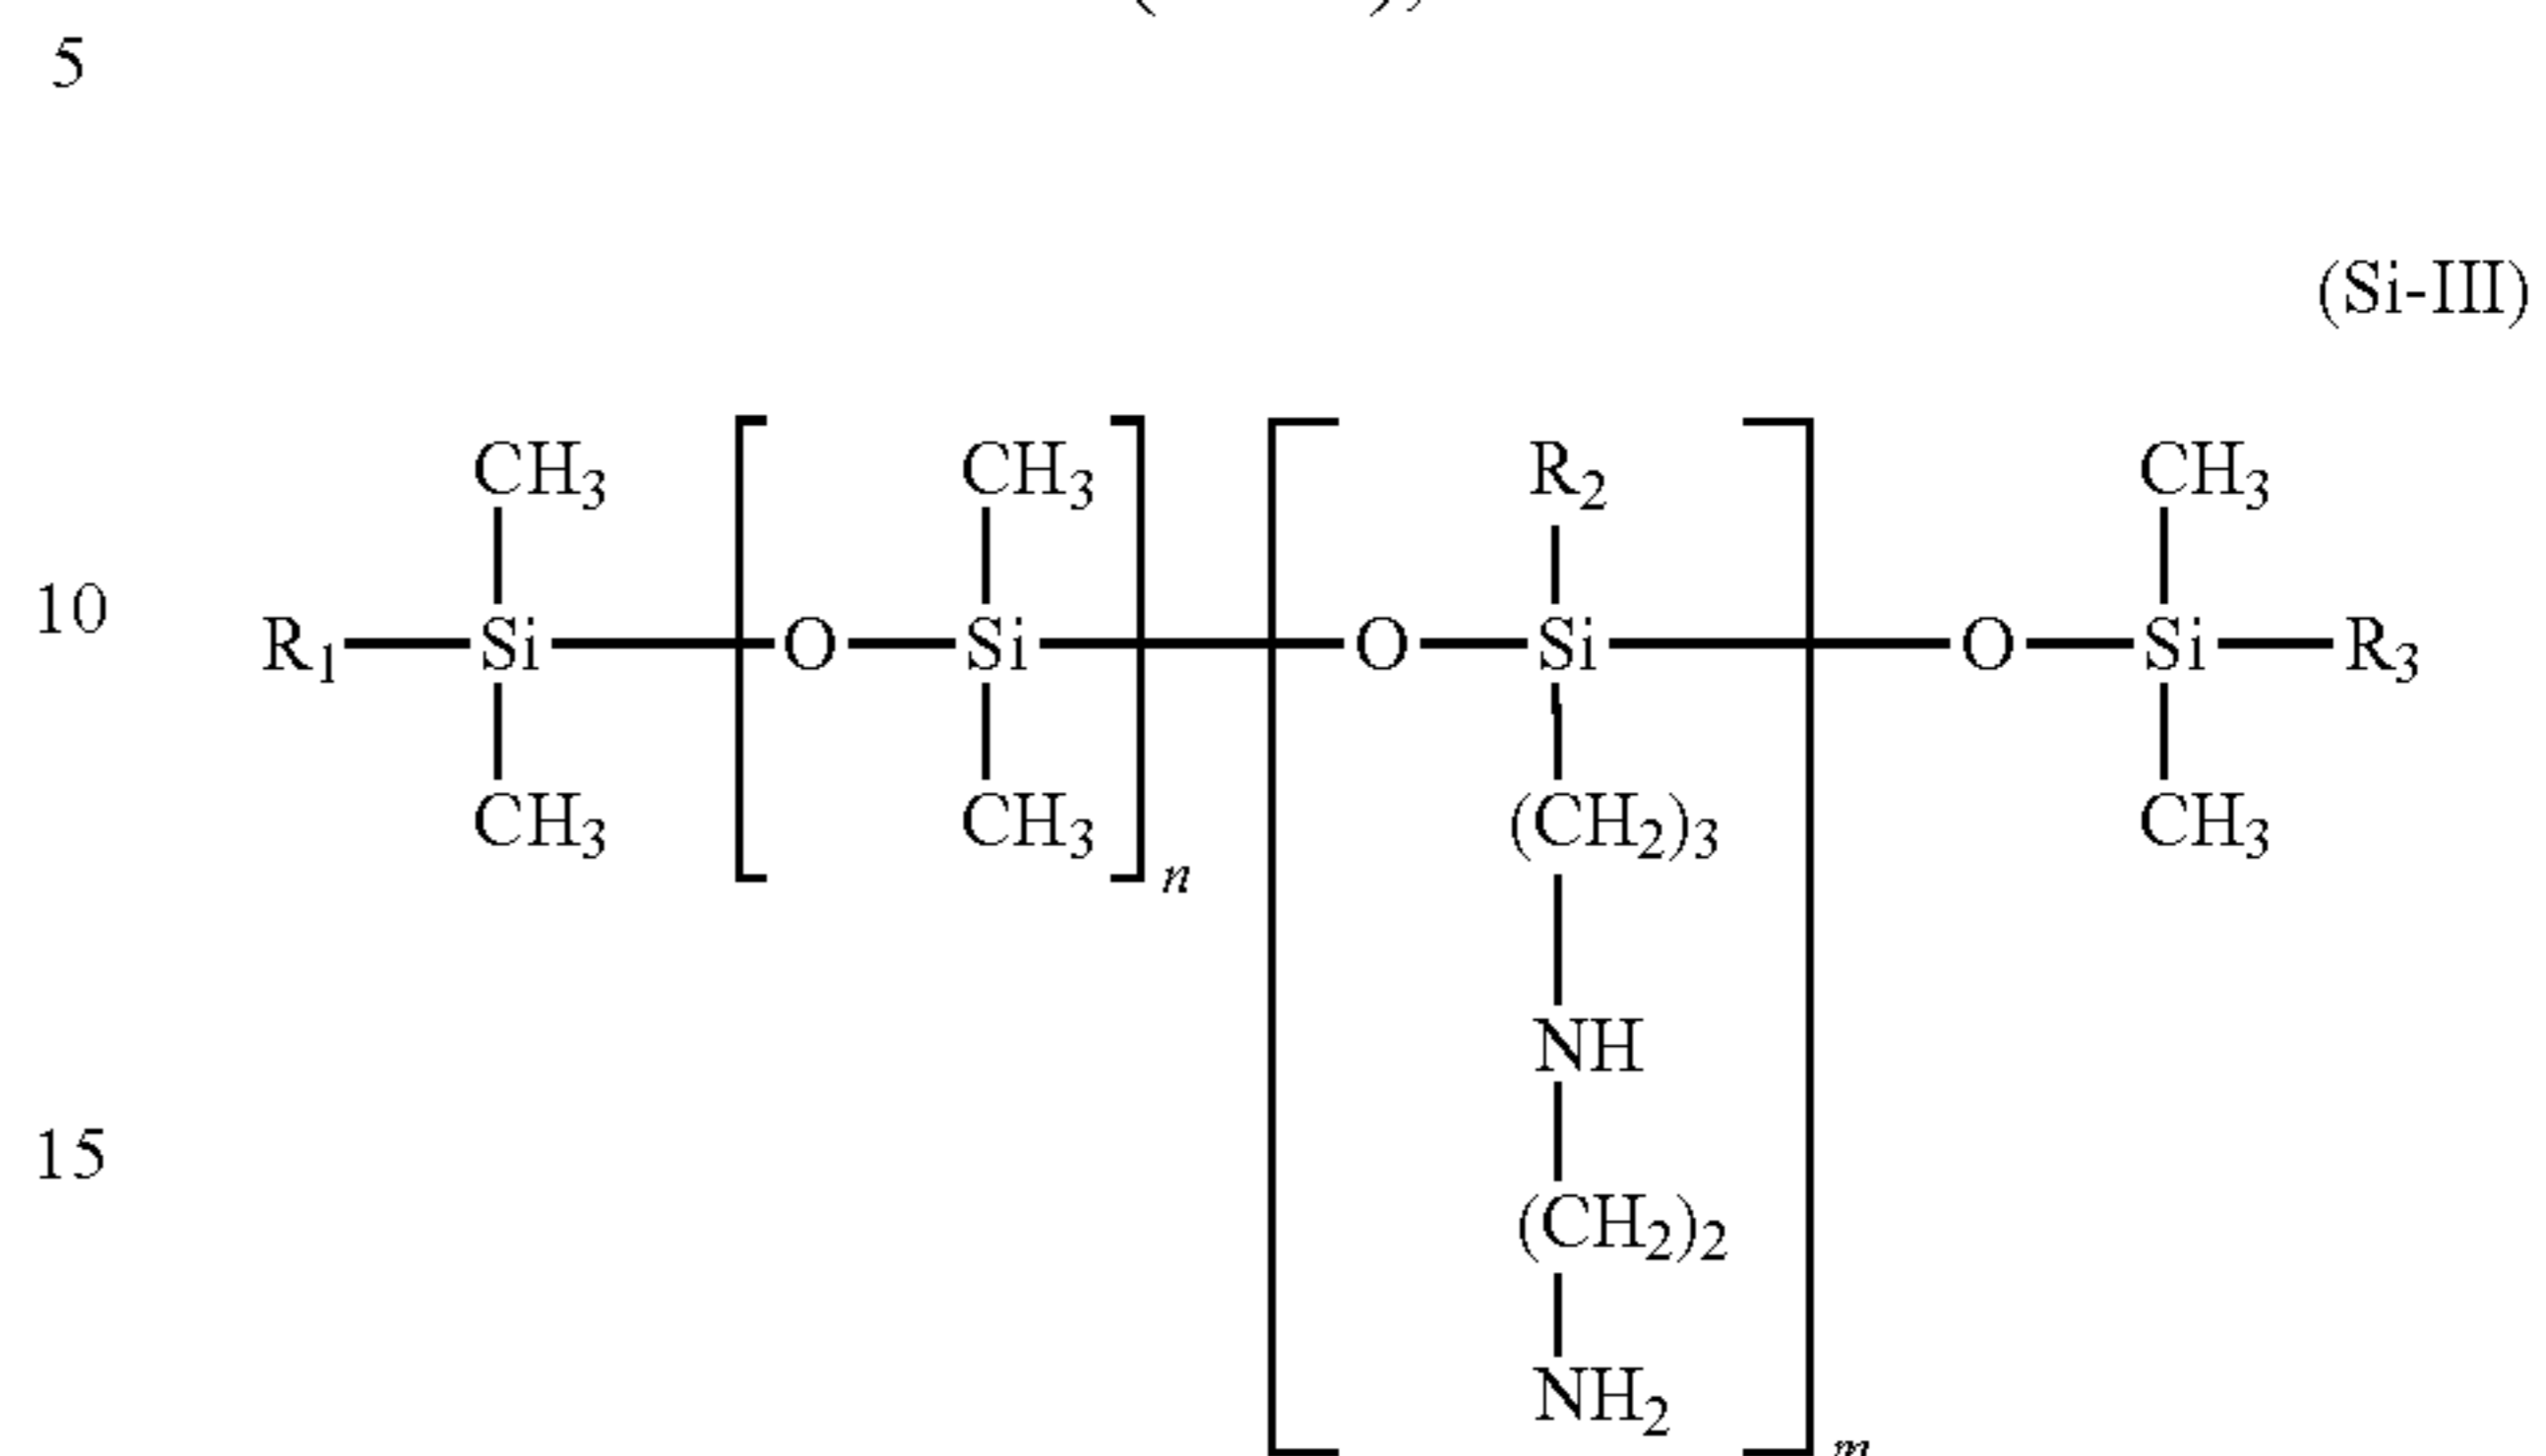 5
(Si-III)
CH3 CH3 R2 CH3
10 R1 Si O Si O Si O Si R3
CH3 CH3 (CH2)3 CH3
n
NH
15
(CH2)2
NH2
m